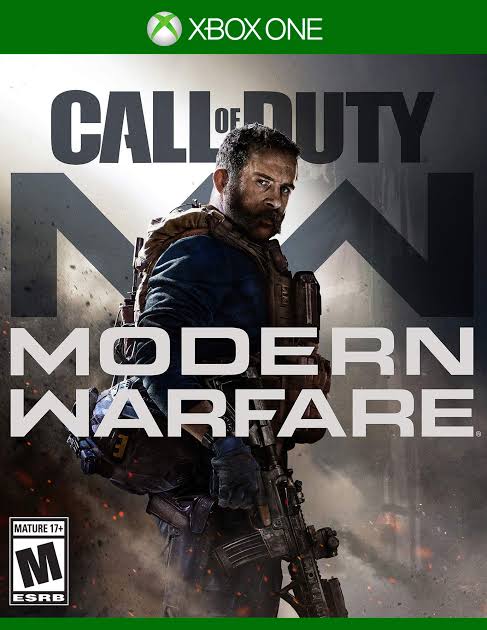 XBOX ONE
CALL OF DUTY
MW
MODERN
WARFARE®
MATURE 17+
M
ESRB